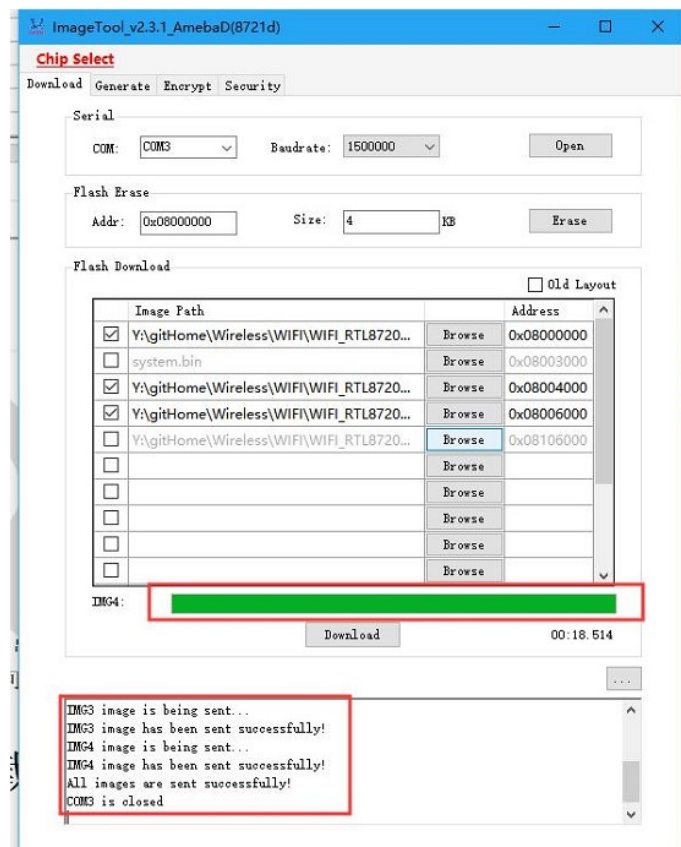 ImageTool_v2.3.1_AmebaD(8721d)
Chip Select
Download Generate Encrypt Security
Serial
COM: COM3 Baudrate: 1500000 Open
Flash Erase
Addr: 0x08000000 Size: 4 KB Erase
Flash Download
Old Layout
Image Path Address
Y:\gitHome\Wireless\WIFI\WIFI_RTL8720... Browse 0x08000000
system.bin Browse 0x08003000
Y:\gitHome\Wireless\WIFI\WIFI_RTL8720... Browse 0x08004000
Y:\gitHome\Wireless\WIFI\WIFI_RTL8720... Browse 0x08006000
Y:\gitHome\Wireless\WIFI\WIFI_RTL8720... Browse 0x08106000
Browse
Browse
Browse
Browse
Browse
IMG4:
Download 00:18.514
...
IMG3 image is being sent...
IMG3 image has been sent successfully!
IMG4 image is being sent...
IMG4 image has been sent successfully!
All images are sent successfully!
COM3 is closed